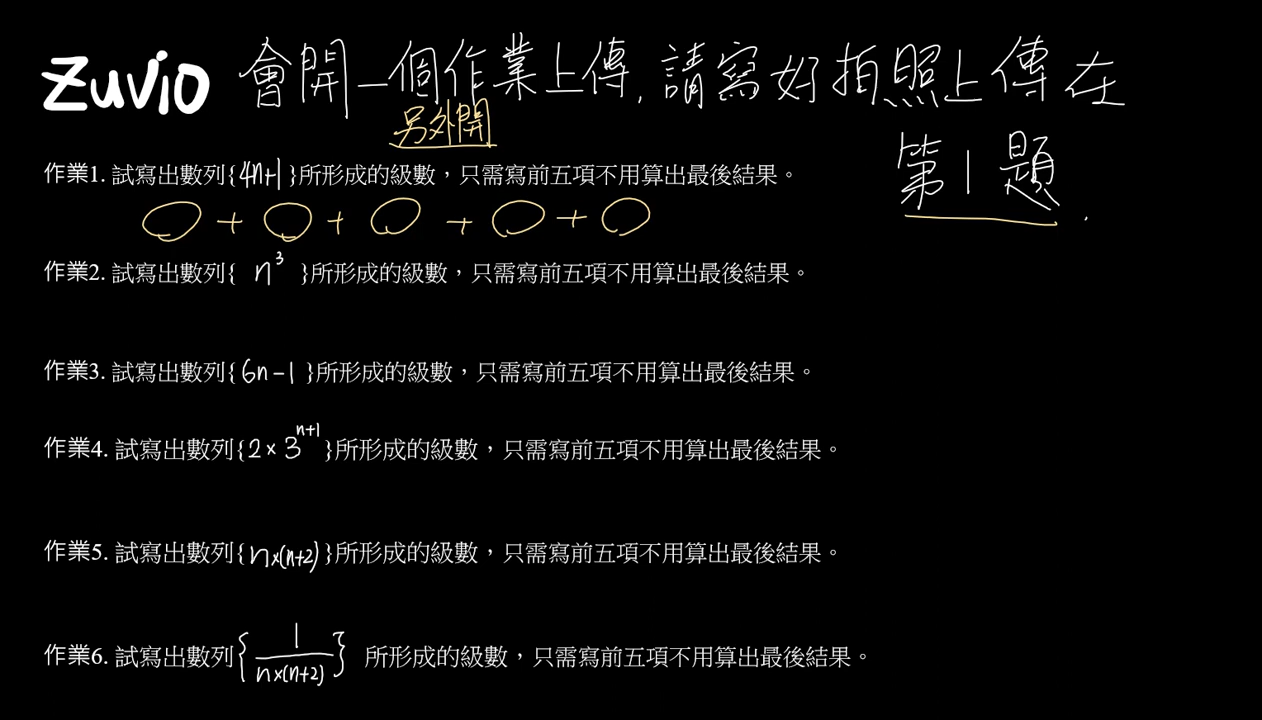 Zuvio 會開一個作業上傳, 請寫好拍照上傳在
另外開
第1題.
作業1. 試寫出數列{4n+1}所形成的級數，只需寫前五項不用算出最後結果。
○ + ○ + ○ + ○ + ○
作業2. 試寫出數列{ n³ }所形成的級數，只需寫前五項不用算出最後結果。
作業3. 試寫出數列{6n-1}所形成的級數，只需寫前五項不用算出最後結果。
作業4. 試寫出數列{2×3^(n+1)}所形成的級數，只需寫前五項不用算出最後結果。
作業5. 試寫出數列{n×(n+2)}所形成的級數，只需寫前五項不用算出最後結果。
作業6. 試寫出數列{1/(n×(n+2))} 所形成的級數，只需寫前五項不用算出最後結果。